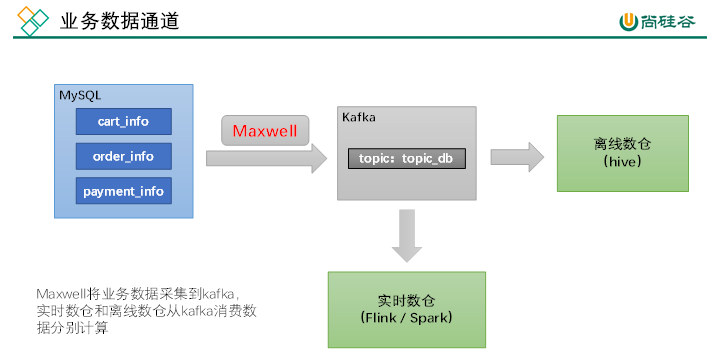 业务数据通道
尚硅谷
MySQL
cart_info
order_info
payment_info
Maxwell
Kafka
topic：topic_db
离线数仓
（hive）
实时数仓
（Flink / Spark）
Maxwell将业务数据采集到kafka，
实时数仓和离线数仓从kafka消费数
据分别计算